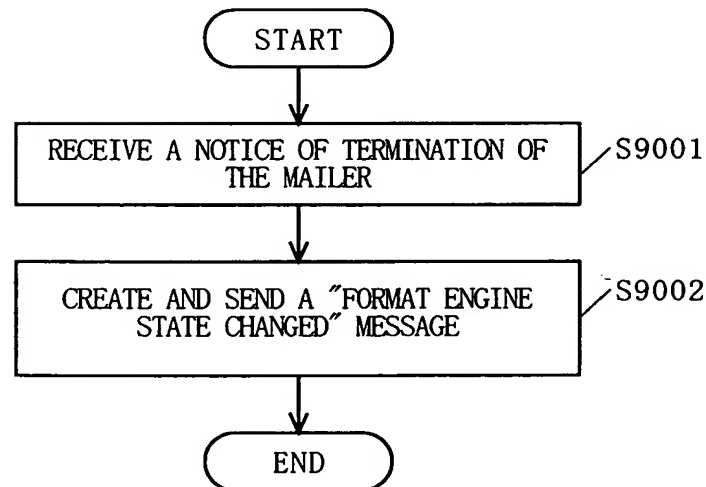 START
RECEIVE A NOTICE OF TERMINATION OF
THE MAILER
S9001
CREATE AND SEND A "FORMAT ENGINE
STATE CHANGED" MESSAGE
S9002
END